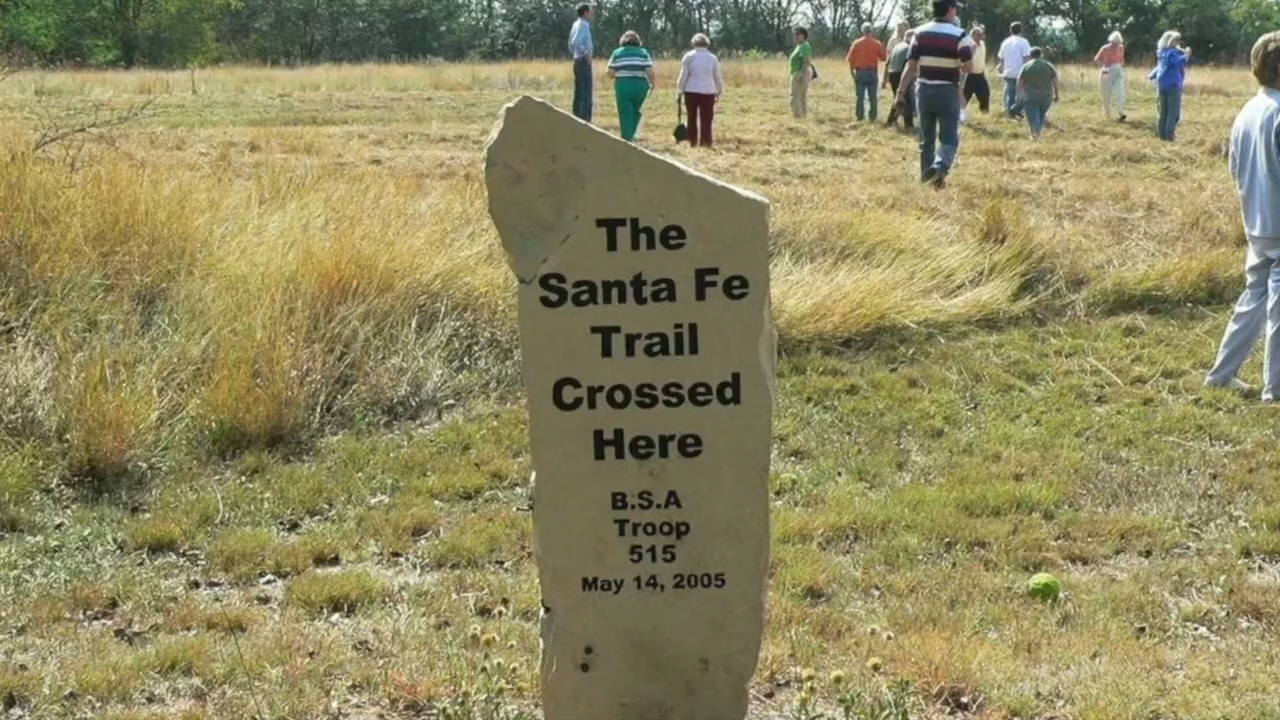 The
Santa Fe
Trail
Crossed
Here
B.S.A
Troop
515
May 14, 2005